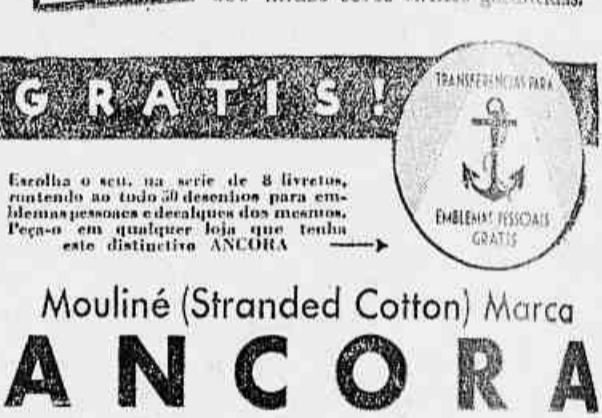 GRATIS!
TRANSFERENCIAS PARA
EMBLEMAS PESSOAIS
GRATIS
Escolha o seu, na serie de 8 livretos,
contendo ao todo 50 desenhos para em-
blemas pessoaes e decalques dos mesmos.
Peça-o em qualquer loja que tenha
este distinctivo ANCORA
Mouliné (Stranded Cotton) Marca
ANCORA